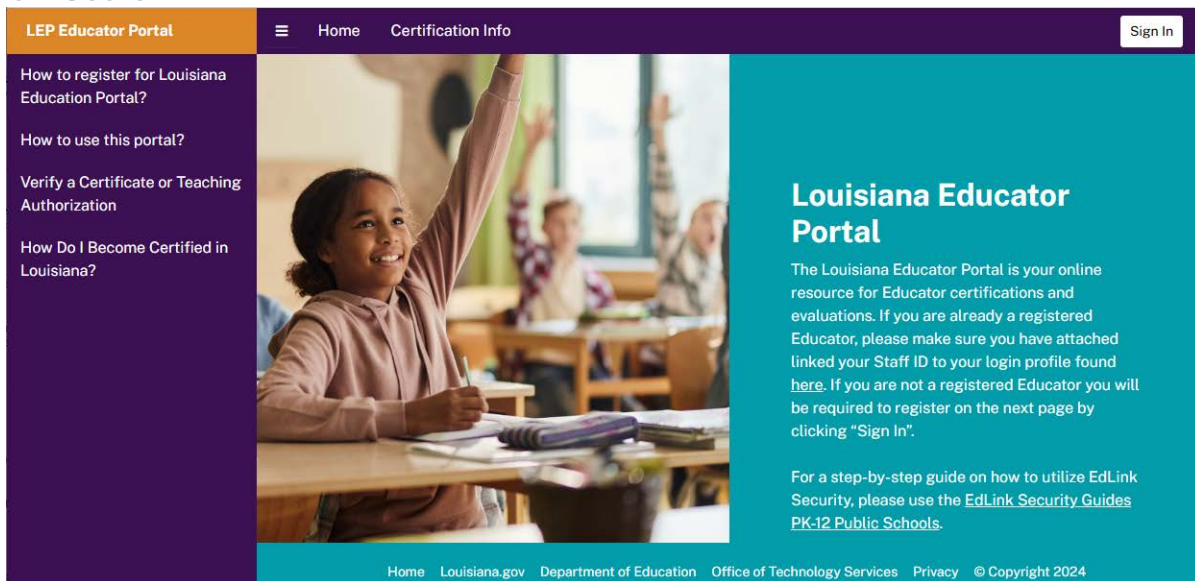 LEP Educator Portal
☰ Home Certification Info
Sign In
How to register for Louisiana
Education Portal?
How to use this portal?
Verify a Certificate or Teaching
Authorization
How Do I Become Certified in
Louisiana?
Louisiana Educator
Portal
The Louisiana Educator Portal is your online
resource for Educator certifications and
evaluations. If you are already a registered
Educator, please make sure you have attached
linked your Staff ID to your login profile found
here. If you are not a registered Educator you will
be required to register on the next page by
clicking “Sign In”.
For a step-by-step guide on how to utilize EdLink
Security, please use the EdLink Security Guides
PK-12 Public Schools.
Home Louisiana.gov Department of Education Office of Technology Services Privacy © Copyright 2024